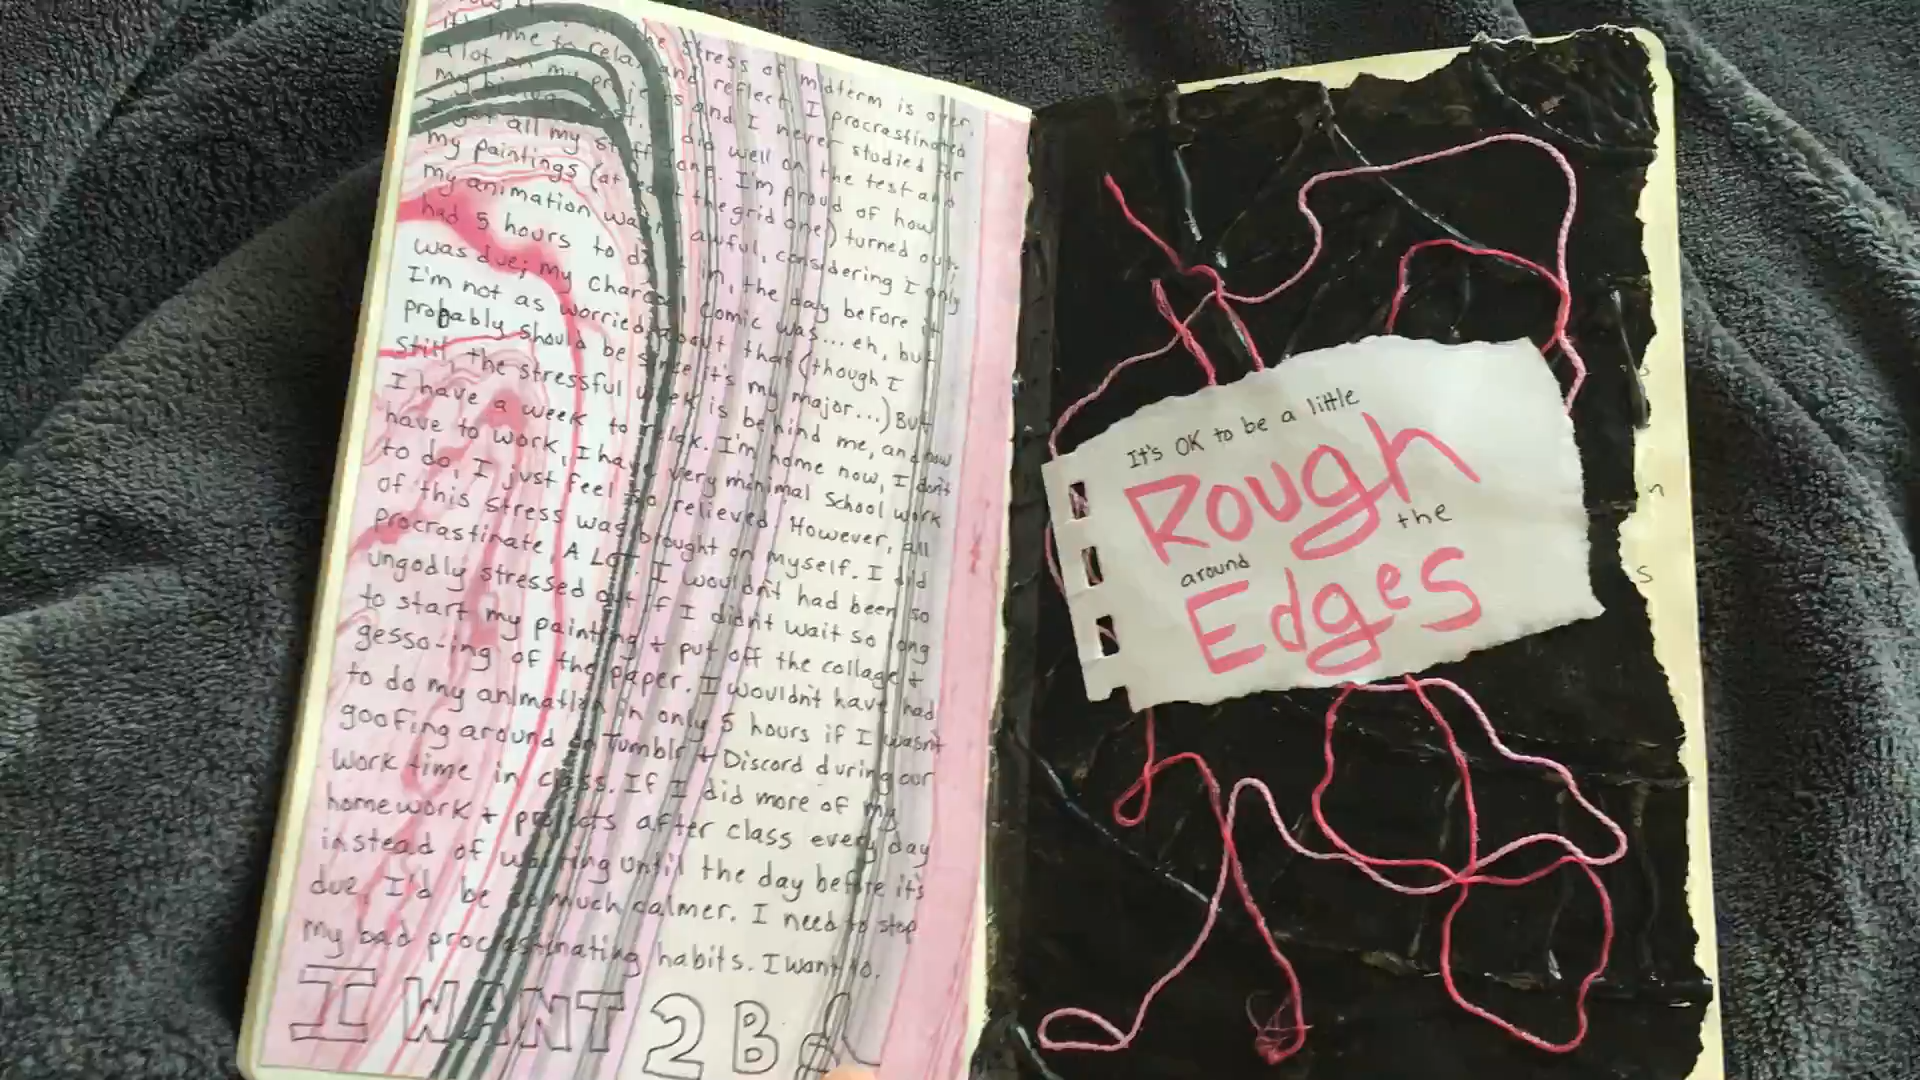 the stress of midterm is over,
time to relax and reflect. I procrastinated
a lot on my projects and I never studied for
did well on the test and
got all my stuff done. I'm proud of how
my paintings (at least the grid one) turned out.
my animation wasn't awful, considering I only
had 5 hours to do it in, the day before it
was due; my charcoal comic was... eh, but
I'm not as worried about that (though I
probably should be since it's my major...) But
still the stressful week is behind me, and now
I have a week to relax. I'm home now, I don't
have to work, I have very minimal school work
to do, I just feel so relieved. However, all
of this stress was brought on myself. I did
procrastinate. A LOT. I wouldn't had been so
ungodly stressed out if I didn't wait so long
to start my painting + put off the collage +
gesso-ing of the paper. I wouldn't have had
to do my animation in only 5 hours if I wasn't
goofing around on Tumblr + Discord during our
work time in class. If I did more of my
homework + projects after class every day
instead of waiting until the day before it's
due, I'd be so much calmer. I need to stop
my bad procrastinating habits. I want to.
I WANT 2 B
It's OK to be a little
Rough
around the
Edges
n
s